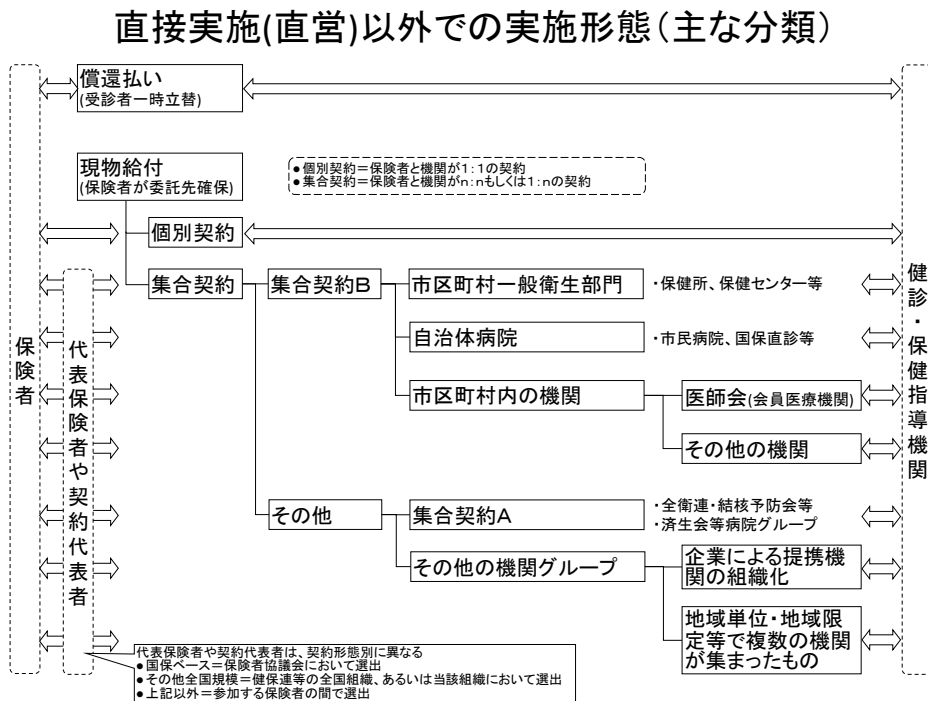 直接実施(直営)以外での実施形態（主な分類）
償還払い
(受診者一時立替)
現物給付
(保険者が委託先確保)
●個別契約＝保険者と機関が1：1の契約
●集合契約＝保険者と機関がn：nもしくは1：nの契約
個別契約
集合契約
集合契約B
市区町村一般衛生部門
・保健所、保健センター等
自治体病院
・市民病院、国保直診等
市区町村内の機関
医師会(会員医療機関)
その他の機関
その他
集合契約A
・全衛連・結核予防会等
・済生会等病院グループ
その他の機関グループ
企業による提携機
関の組織化
地域単位・地域限
定等で複数の機関
が集まったもの
保険者
代表保険者や契約代表者
健診・保健指導機関
代表保険者や契約代表者は、契約形態別に異なる
●国保ベース＝保険者協議会において選出
●その他全国規模＝健保連等の全国組織、あるいは当該組織において選出
●上記以外＝参加する保険者の間で選出